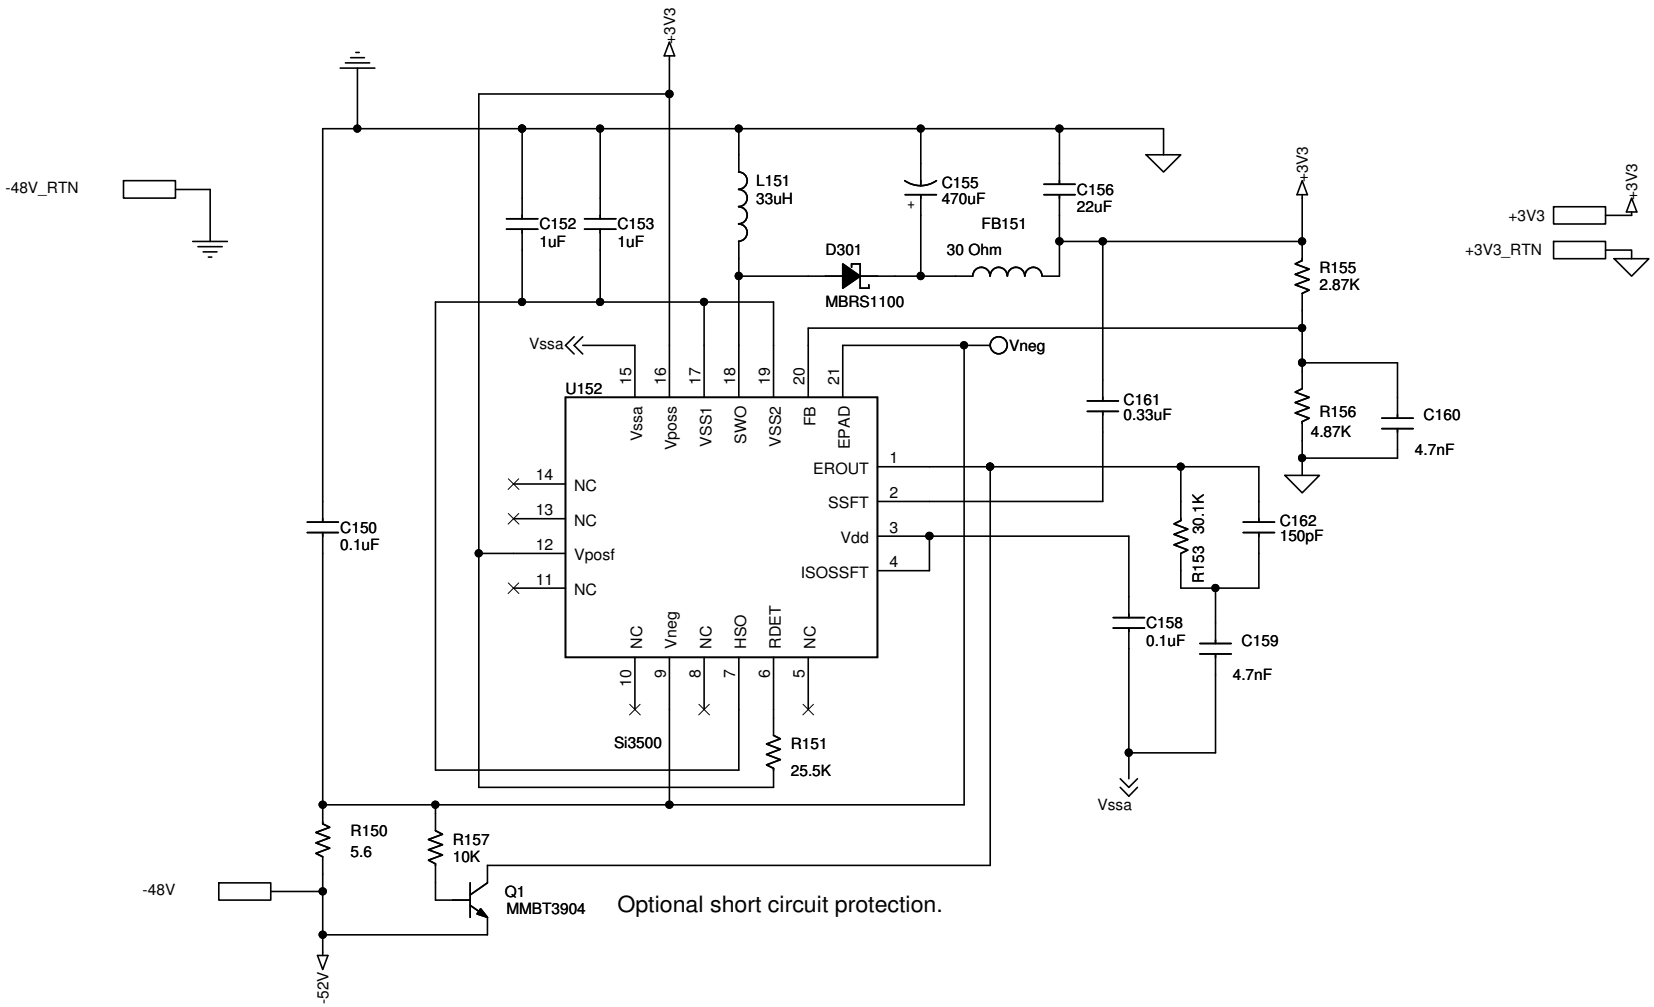 +3V3
-48V_RTN
L151
33uH
C155
470uF
+
C156
22uF
+3V3
+3V3
+3V3
+3V3_RTN
C152
1uF
C153
1uF
FB151
30 Ohm
D301
MBRS1100
R155
2.87K
Vssa
Vneg
15
16
17
18
19
20
21
U152
Vssa
Vposs
VSS1
SWO
VSS2
FB
EPAD
C161
0.33uF
R156
4.87K
C160
4.7nF
14
NC
13
NC
12
Vposf
11
NC
EROUT
1
SSFT
2
Vdd
3
ISOSSFT
4
R153 30.1K
C162
150pF
C150
0.1uF
NC
Vneg
NC
HSO
RDET
NC
10
9
8
7
6
5
C158
0.1uF
C159
4.7nF
Si3500
R151
25.5K
Vssa
R150
5.6
R157
10K
-48V
Q1
MMBT3904
Optional short circuit protection.
-52V